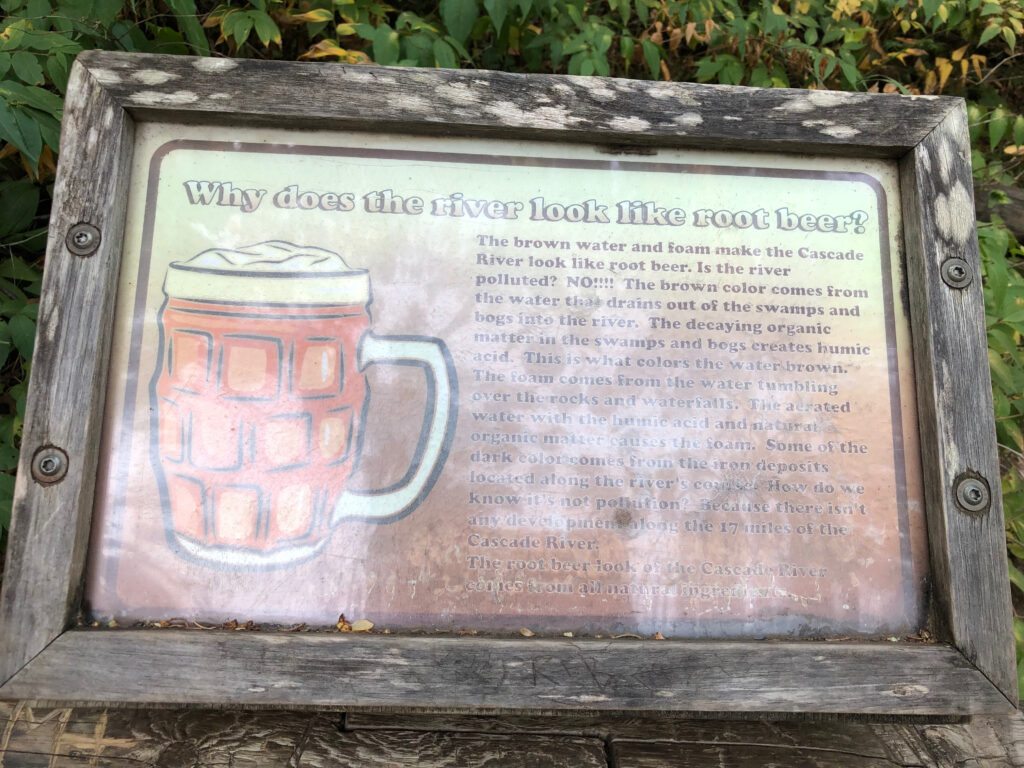 Why does the river look like root beer?
The brown water and foam make the Cascade
River look like root beer. Is the river
polluted? NO!!!! The brown color comes from
the water that drains out of the swamps and
bogs into the river. The decaying organic
matter in the swamps and bogs creates humic
acid. This is what colors the water brown.
The foam comes from the water tumbling
over the rocks and waterfalls. The aerated
water with the humic acid and natural
organic matter causes the foam. Some of the
dark color comes from the iron deposits
located along the river's course. How do we
know it's not pollution? Because there isn't
any development along the 17 miles of the
Cascade River.
The root beer look of the Cascade River
comes from all natural ingredients.